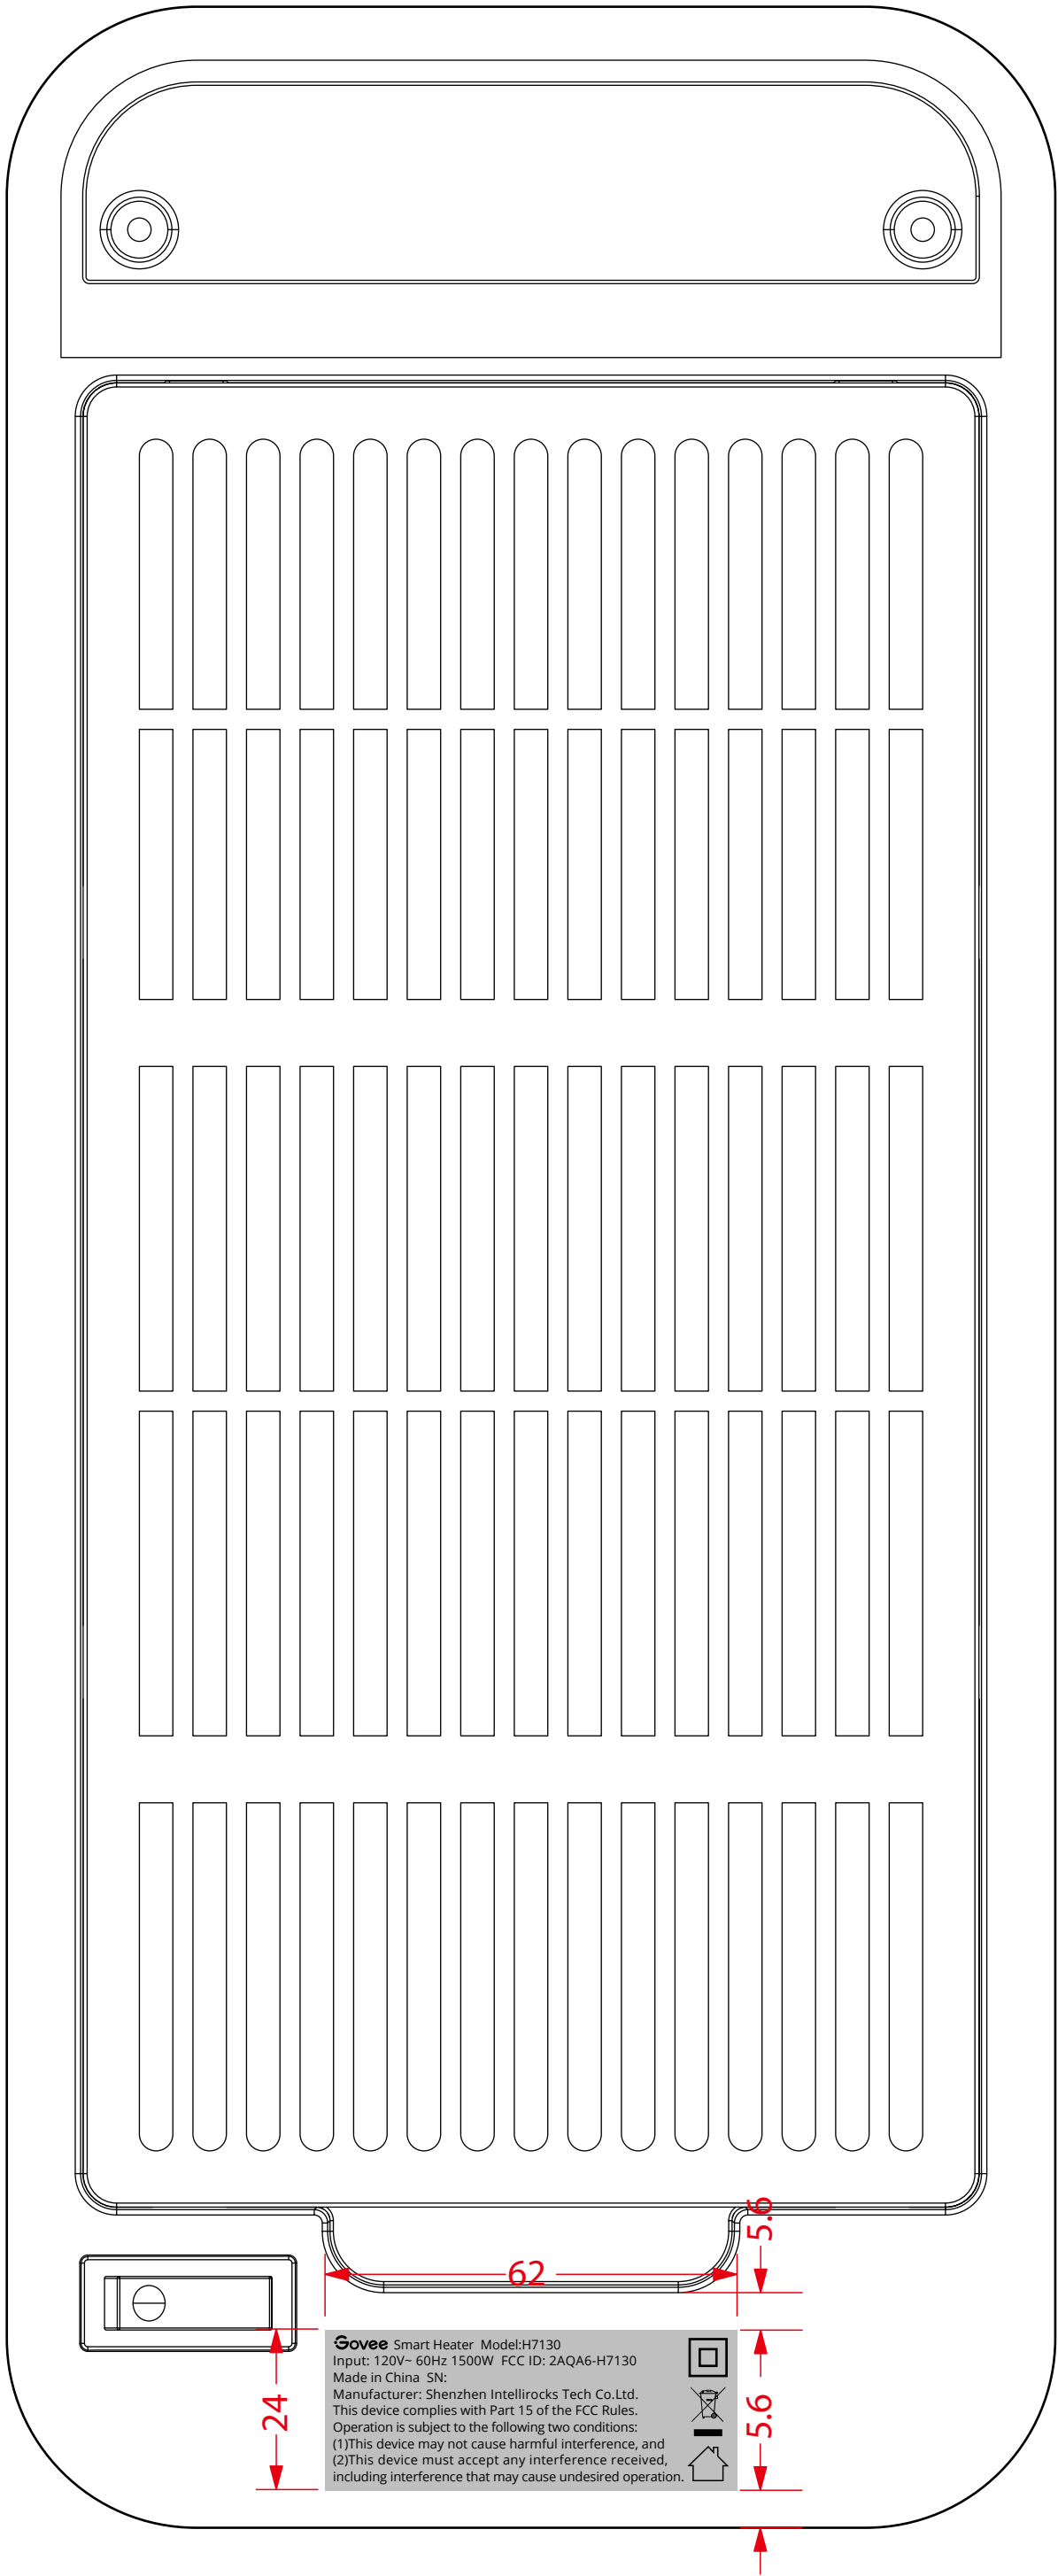 5.6
62
Govee Smart Heater Model:H7130
Input: 120V~ 60Hz 1500W FCC ID: 2AQA6-H7130
Made in China SN:
Manufacturer: Shenzhen Intellirocks Tech Co.Ltd.
This device complies with Part 15 of the FCC Rules.
Operation is subject to the following two conditions:
(1)This device may not cause harmful interference, and
(2)This device must accept any interference received,
including interference that may cause undesired operation.
24
5.6